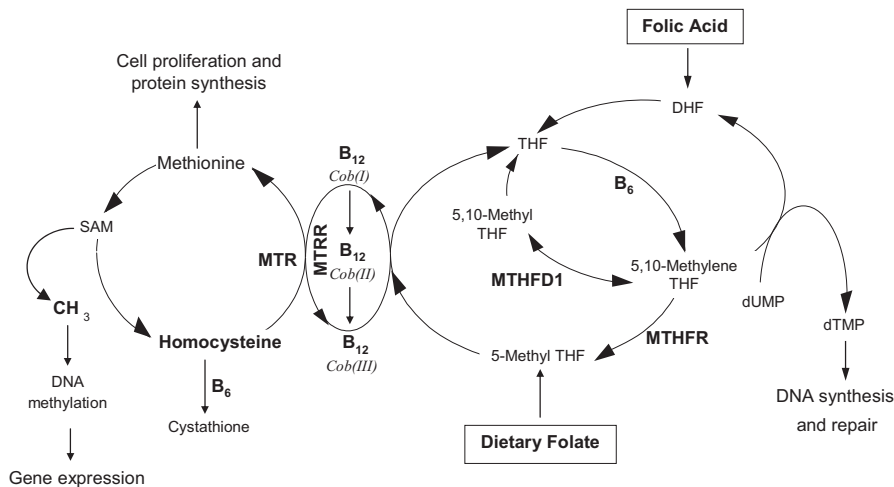 Folic Acid
Cell proliferation and
protein synthesis
DHF
THF
Methionine
B12
Cob(I)
B6
SAM
5,10-Methyl
THF
MTR
MTRR
B12
Cob(II)
5,10-Methylene
THF
MTHFD1
dUMP
CH3
dTMP
Homocysteine
B12
Cob(III)
MTHFR
5-Methyl THF
DNA
methylation
B6
Cystathione
DNA synthesis
and repair
Dietary Folate
Gene expression